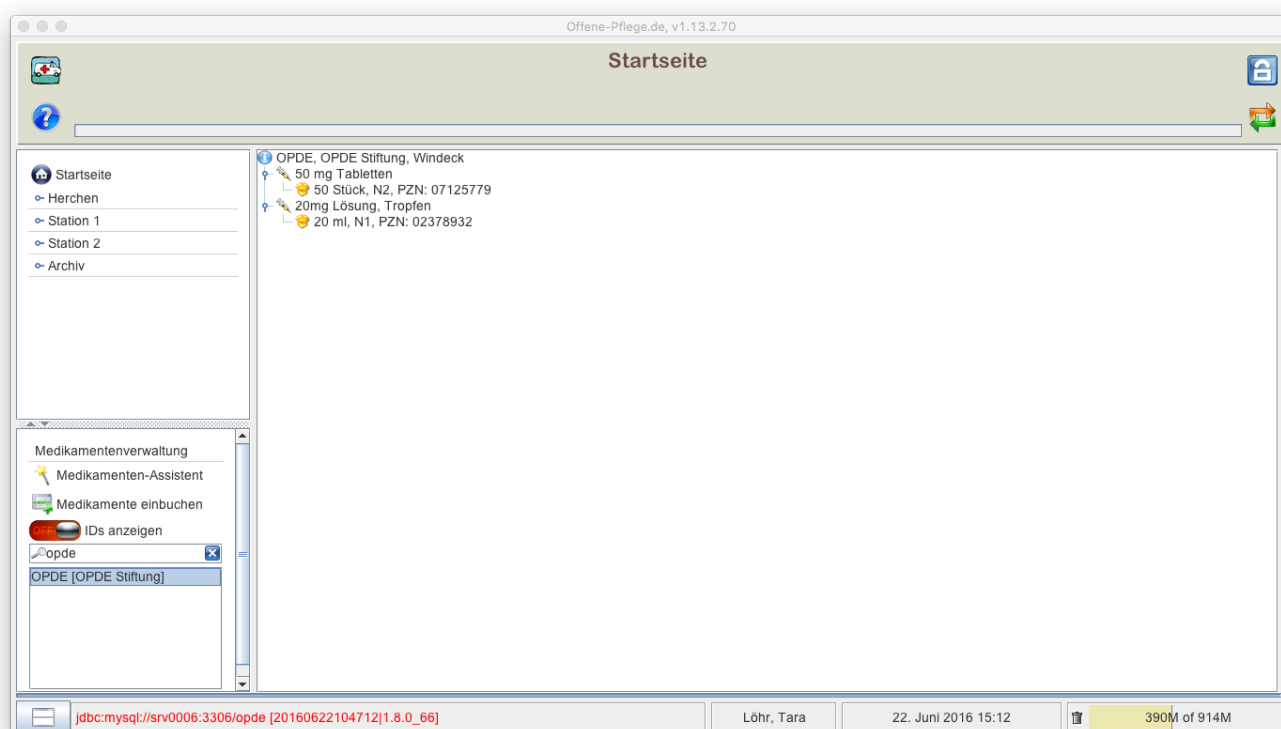 Offene-Pflege.de, v1.13.2.70
Startseite
Startseite
Herchen
Station 1
Station 2
Archiv
OPDE, OPDE Stiftung, Windeck
50 mg Tabletten
50 Stück, N2, PZN: 07125779
20mg Lösung, Tropfen
20 ml, N1, PZN: 02378932
Medikamentenverwaltung
Medikamenten-Assistent
Medikamente einbuchen
OFF IDs anzeigen
opde
OPDE [OPDE Stiftung]
jdbc:mysql://srv0006:3306/opde [20160622104712|1.8.0_66] Löhr, Tara 22. Juni 2016 15:12 390M of 914M